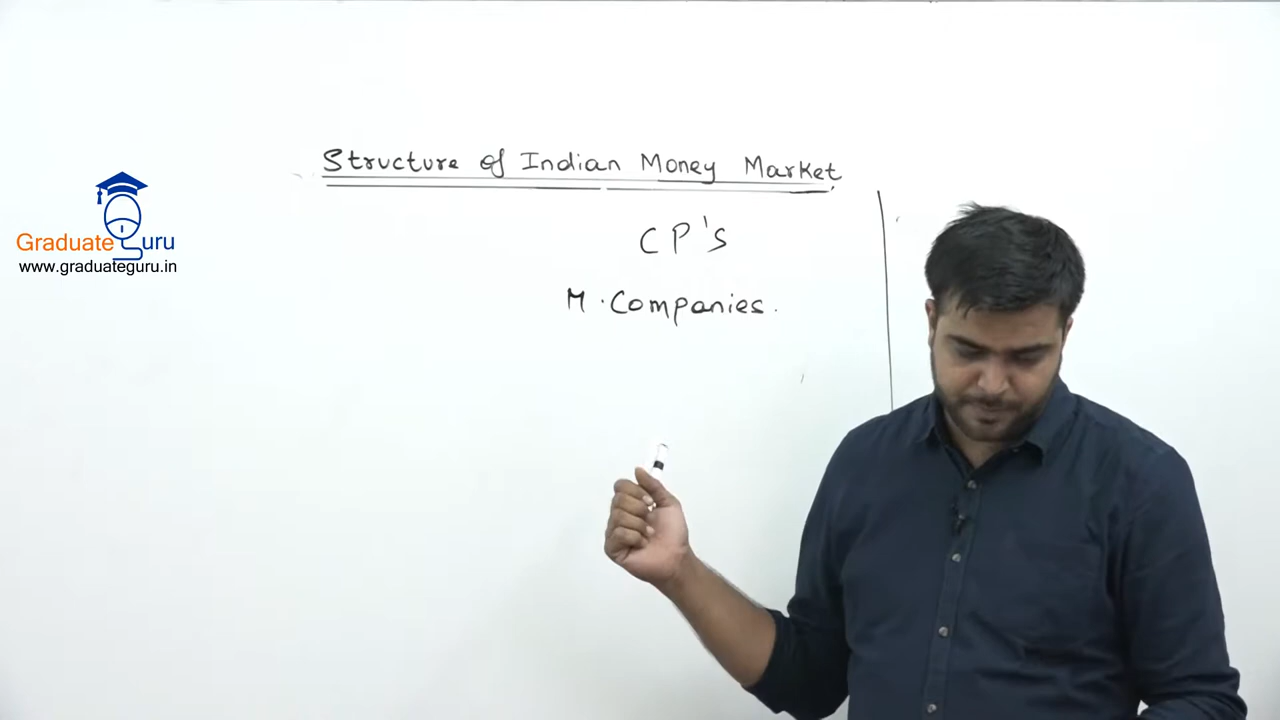 Structure of Indian Money Market
CP's
M. Companies.
Graduate Guru
www.graduateguru.in